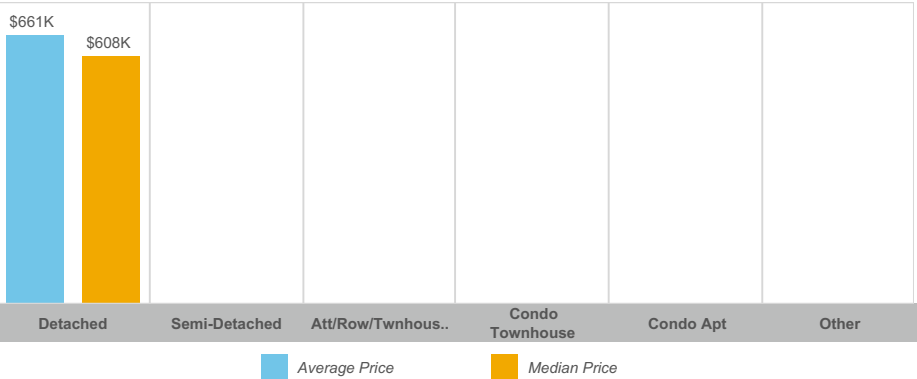 $661K
$608K
Detached
Semi-Detached
Att/Row/Twnhous..
Condo
Townhouse
Condo Apt
Other
Average Price
Median Price